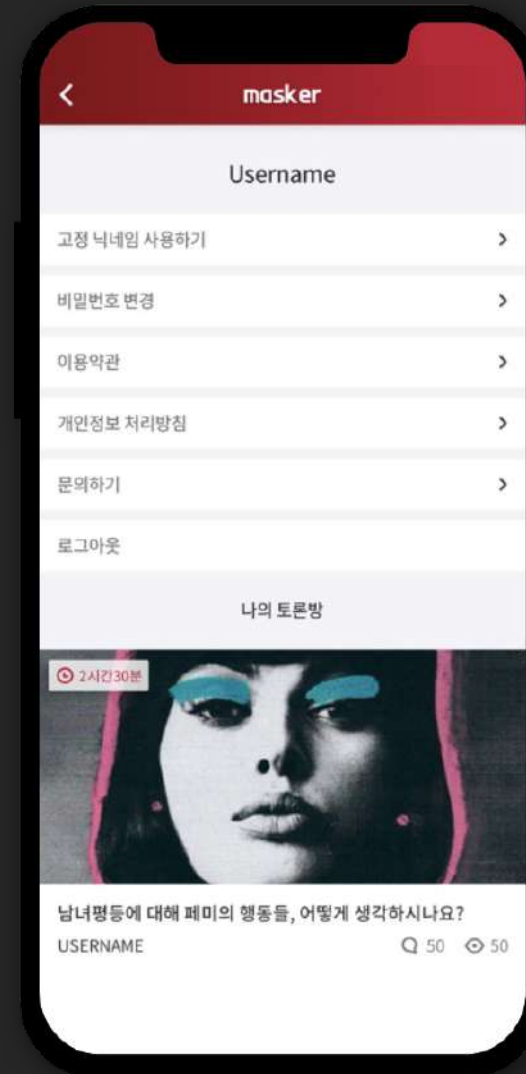 masker
Username
고정 닉네임 사용하기
비밀번호 변경
이용약관
개인정보 처리방침
문의하기
로그아웃
나의 토론방
2시간30분
남녀평등에 대해 페미의 행동들, 어떻게 생각하시나요?
USERNAME 50 50